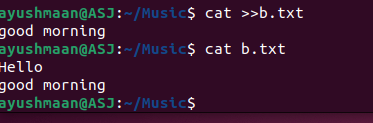 ayushmaan@ASJ:~/Music$ cat >>b.txt
good morning
ayushmaan@ASJ:~/Music$ cat b.txt
Hello
good morning
ayushmaan@ASJ:~/Music$